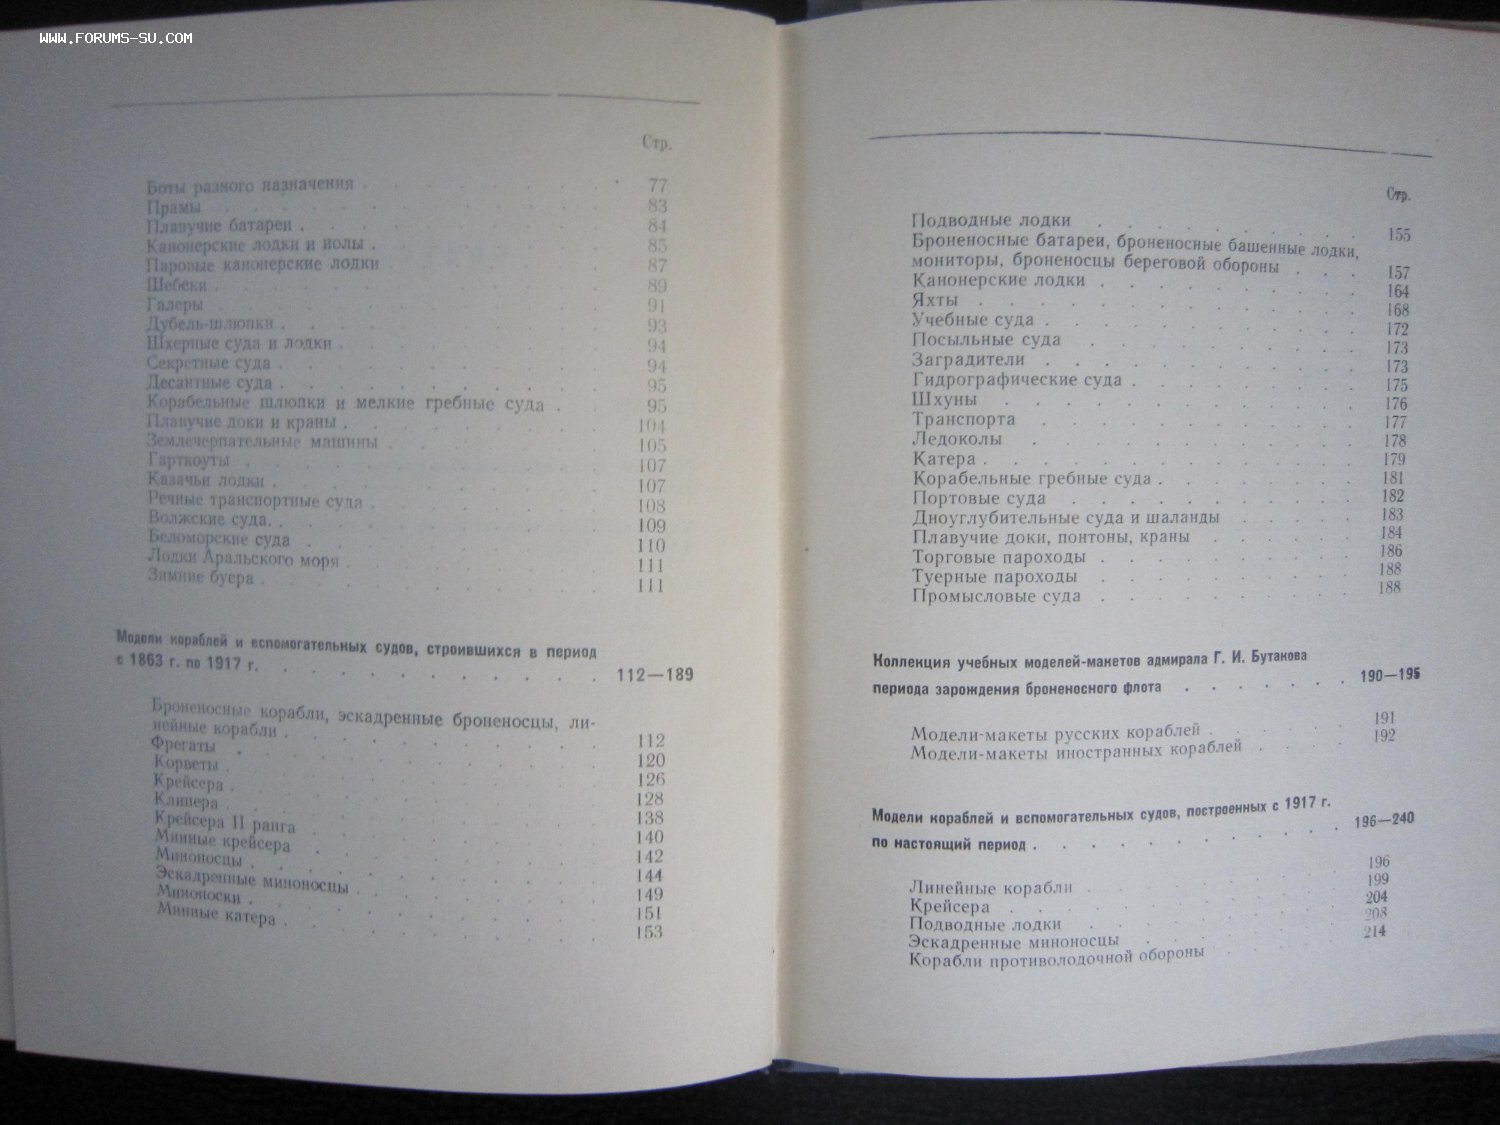 WWW.FORUMS-SU.COM
Стр.
Боты разного назначения . . . . . . . 77
Прамы . . . . . . . . . . 83
Плавучие батареи . . . . . . . . 84
Канонерские лодки и иолы . . . . . . 85
Паровые канонерские лодки . . . . . . 87
Шебеки . . . . . . . . . . 89
Галеры . . . . . . . . . . 91
Дубель-шлюпки . . . . . . . . 93
Шхерные суда и лодки . . . . . . . 94
Секретные суда . . . . . . . . 94
Десантные суда . . . . . . . . 95
Корабельные шлюпки и мелкие гребные суда . . 95
Плавучие доки и краны . . . . . . . 104
Землечерпательные машины . . . . . . 105
Гарткоуты . . . . . . . . . 107
Казачьи лодки . . . . . . . . 107
Речные транспортные суда . . . . . . 108
Волжские суда. . . . . . . . . 109
Беломорские суда . . . . . . . . 110
Лодки Аральского моря . . . . . . . 111
Зимние буера . . . . . . . . . 111
Модели кораблей и вспомогательных судов, строившихся в период
с 1863 г. по 1917 г. . . . . . . . . . . 112—189
Броненосные корабли, эскадренные броненосцы, ли-
нейные корабли . . . . . . . . . 112
Фрегаты . . . . . . . . . . 120
Корветы . . . . . . . . . . 126
Крейсера . . . . . . . . . . 128
Клипера . . . . . . . . . . 138
Крейсера II ранга . . . . . . . . 140
Минные крейсера . . . . . . . . 142
Миноносцы . . . . . . . . . 144
Эскадренные миноносцы . . . . . . . 149
Миноноски . . . . . . . . . 151
Минные катера . . . . . . . . . 153
Стр.
Подводные лодки . . . . . . . . 155
Броненосные батареи, броненосные башенные лодки,
мониторы, броненосцы береговой обороны . . . 157
Канонерские лодки . . . . . . . . 164
Яхты . . . . . . . . . . . 168
Учебные суда . . . . . . . . . 172
Посыльные суда . . . . . . . . 173
Заградители . . . . . . . . . 173
Гидрографические суда . . . . . . . 175
Шхуны . . . . . . . . . . 176
Транспорта . . . . . . . . . 177
Ледоколы . . . . . . . . . 178
Катера . . . . . . . . . . 179
Корабельные гребные суда . . . . . . 181
Портовые суда . . . . . . . . 182
Дноуглубительные суда и шаланды . . . . 183
Плавучие доки, понтоны, краны . . . . . 184
Торговые пароходы . . . . . . . . 186
Туерные пароходы . . . . . . . . 188
Промысловые суда . . . . . . . . 188
Коллекция учебных моделей-макетов адмирала Г. И. Бутакова
периода зарождения броненосного флота . . . . . . . 190—195
Модели-макеты русских кораблей . . . . . 191
Модели-макеты иностранных кораблей . . . . 192
Модели кораблей и вспомогательных судов, построенных с 1917 г.
по настоящий период . . . . . . . . . . . 196—240
Линейные корабли . . . . . . . . 196
Крейсера . . . . . . . . . 199
Подводные лодки . . . . . . . . 204
Эскадренные миноносцы . . . . . . 208
Корабли противолодочной обороны . . . . 214